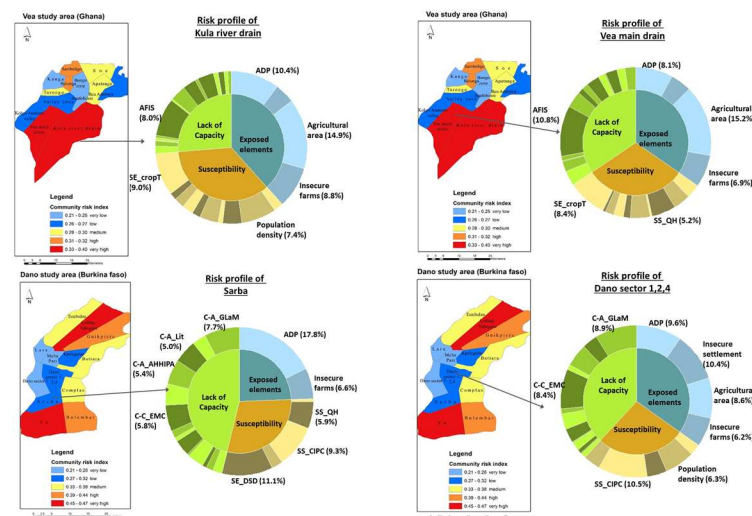 Vea study area (Ghana)
Risk profile of
Kula river drain
N
ADP (10.4%)
AFIS
(8.0%)
Lack of
Capacity
Exposed
elements
Agricultural
area (14.9%)
Susceptibility
SE_cropT
(9.0%)
Insecure
farms (8.8%)
Population
density (7.4%)
Legend
Community risk index
0.21 - 0.25 very low
0.26 - 0.27 low
0.28 - 0.30 medium
0.31 - 0.32 high
0.33 - 0.40 very high
Vea study area (Ghana)
Risk profile of
Vea main drain
N
ADP (8.1%)
AFIS
(10.8%)
Lack of
Capacity
Exposed
elements
Agricultural
area (15.2%)
Susceptibility
Insecure
farms (6.9%)
SE_cropT
(8.4%)
SS_QH (5.2%)
Legend
Community risk index
0.21 - 0.25 very low
0.26 - 0.27 low
0.28 - 0.30 medium
0.31 - 0.32 high
0.33 - 0.40 very high
Dano study area (Burkina faso)
Risk profile of
Sarba
N
C-A_GLaM
(7.7%)
ADP (17.8%)
C-A_Lit
(5.0%)
C-A_AHHIPA
(5.4%)
Lack of
Capacity
Exposed
elements
Insecure
farms (6.6%)
C-C_EMC
(5.8%)
Susceptibility
SS_QH
(5.9%)
SS_CIPC (9.3%)
SE_DSD (11.1%)
Legend
Community risk index
0.21 - 0.26 very low
0.27 - 0.32 low
0.33 - 0.38 medium
0.39 - 0.44 high
0.45 - 0.47 very high
Dano study area (Burkina faso)
Risk profile of
Dano sector 1,2,4
N
C-A_GLaM
(8.9%)
ADP (9.6%)
Insecure
settlement
(10.4%)
C-C_EMC
(8.4%)
Lack of
Capacity
Exposed
elements
Agricultural
area (8.6%)
Susceptibility
Insecure
farms (6.2%)
Population
density (6.3%)
SS_CIPC (10.5%)
Legend
Community risk index
0.21 - 0.26 very low
0.27 - 0.32 low
0.33 - 0.38 medium
0.39 - 0.44 high
0.45 - 0.47 very high